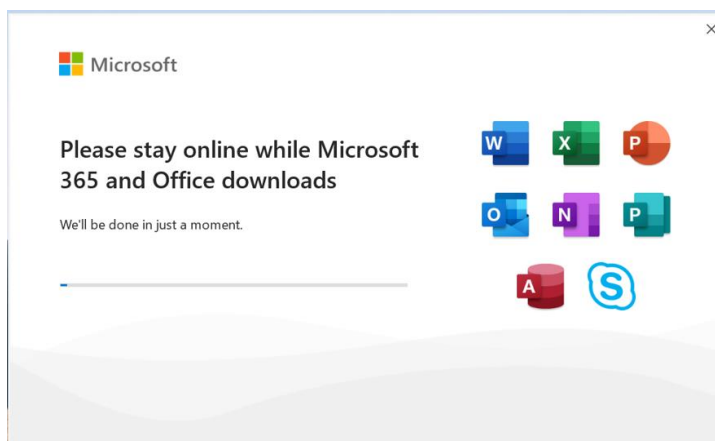 Microsoft
Please stay online while Microsoft
365 and Office downloads
We'll be done in just a moment.
W X P
O N P
A S